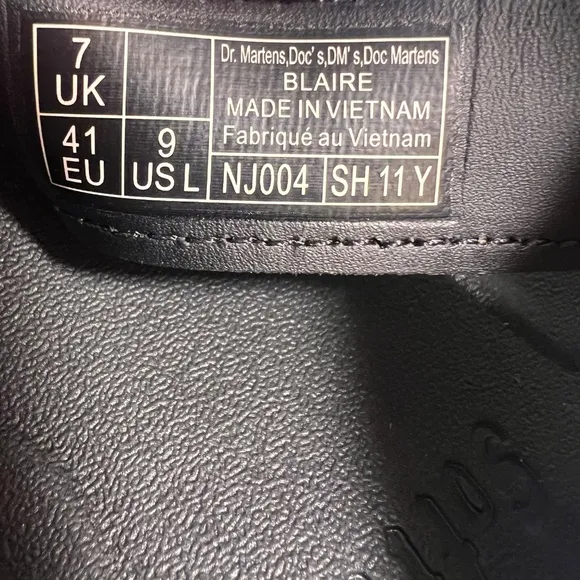 7
UK
41
EU
9
US L
Dr. Martens,Doc's,DM's,Doc Martens
BLAIRE
MADE IN VIETNAM
Fabriqué au Vietnam
NJ004
SH 11 Y